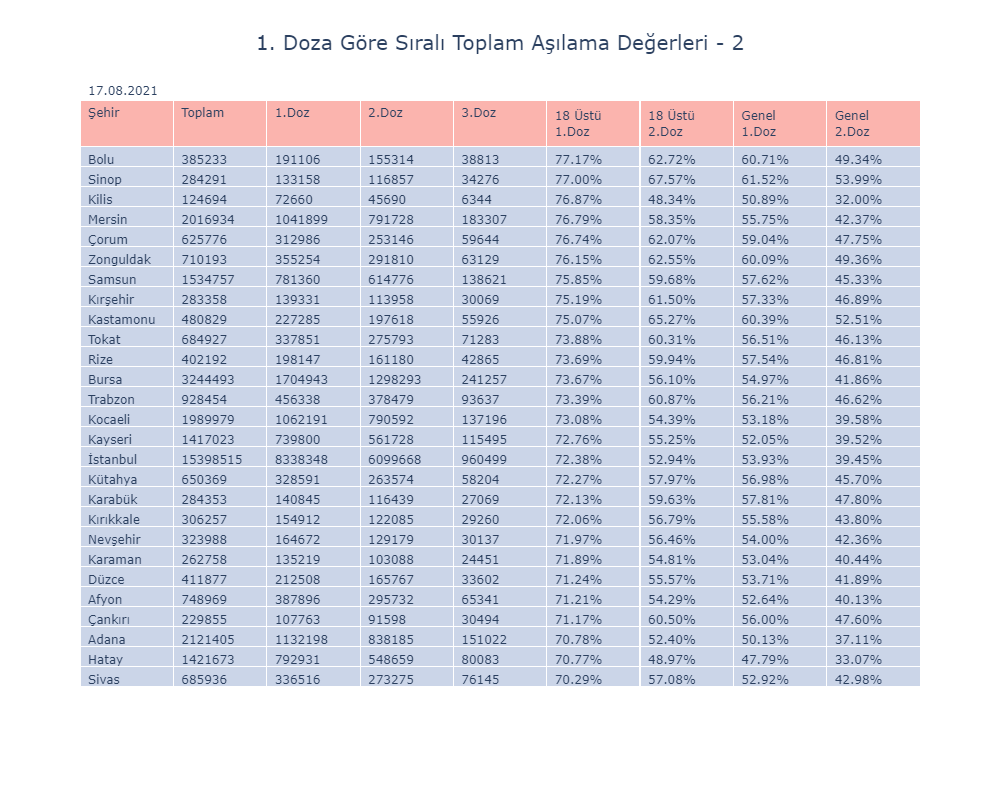 1. Doza Göre Sıralı Toplam Aşılama Değerleri - 2
17.08.2021
Şehir Toplam 1.Doz 2.Doz 3.Doz 18 Üstü 1.Doz 18 Üstü 2.Doz Genel 1.Doz Genel 2.Doz
Bolu 385233 191106 155314 38813 77.17% 62.72% 60.71% 49.34%
Sinop 284291 133158 116857 34276 77.00% 67.57% 61.52% 53.99%
Kilis 124694 72660 45690 6344 76.87% 48.34% 50.89% 32.00%
Mersin 2016934 1041899 791728 183307 76.79% 58.35% 55.75% 42.37%
Çorum 625776 312986 253146 59644 76.74% 62.07% 59.04% 47.75%
Zonguldak 710193 355254 291810 63129 76.15% 62.55% 60.09% 49.36%
Samsun 1534757 781360 614776 138621 75.85% 59.68% 57.62% 45.33%
Kırşehir 283358 139331 113958 30069 75.19% 61.50% 57.33% 46.89%
Kastamonu 480829 227285 197618 55926 75.07% 65.27% 60.39% 52.51%
Tokat 684927 337851 275793 71283 73.88% 60.31% 56.51% 46.13%
Rize 402192 198147 161180 42865 73.69% 59.94% 57.54% 46.81%
Bursa 3244493 1704943 1298293 241257 73.67% 56.10% 54.97% 41.86%
Trabzon 928454 456338 378479 93637 73.39% 60.87% 56.21% 46.62%
Kocaeli 1989979 1062191 790592 137196 73.08% 54.39% 53.18% 39.58%
Kayseri 1417023 739800 561728 115495 72.76% 55.25% 52.05% 39.52%
İstanbul 15398515 8338348 6099668 960499 72.38% 52.94% 53.93% 39.45%
Kütahya 650369 328591 263574 58204 72.27% 57.97% 56.98% 45.70%
Karabük 284353 140845 116439 27069 72.13% 59.63% 57.81% 47.80%
Kırıkkale 306257 154912 122085 29260 72.06% 56.79% 55.58% 43.80%
Nevşehir 323988 164672 129179 30137 71.97% 56.46% 54.00% 42.36%
Karaman 262758 135219 103088 24451 71.89% 54.81% 53.04% 40.44%
Düzce 411877 212508 165767 33602 71.24% 55.57% 53.71% 41.89%
Afyon 748969 387896 295732 65341 71.21% 54.29% 52.64% 40.13%
Çankırı 229855 107763 91598 30494 71.17% 60.50% 56.00% 47.60%
Adana 2121405 1132198 838185 151022 70.78% 52.40% 50.13% 37.11%
Hatay 1421673 792931 548659 80083 70.77% 48.97% 47.79% 33.07%
Sivas 685936 336516 273275 76145 70.29% 57.08% 52.92% 42.98%